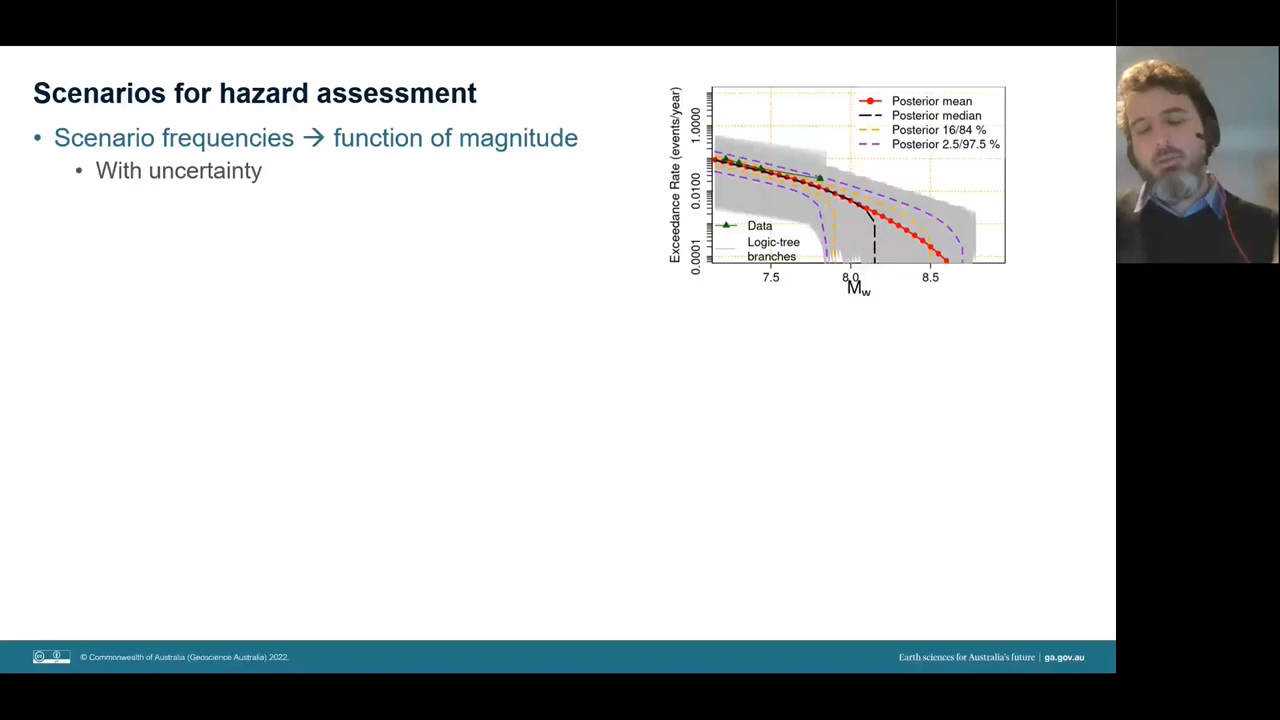 Scenarios for hazard assessment
• Scenario frequencies → function of magnitude
• With uncertainty
Exceedance Rate (events/year)
1.0000
0.0100
0.0001
Posterior mean
Posterior median
Posterior 16/84 %
Posterior 2.5/97.5 %
Data
Logic-tree
branches
7.5
8.0
8.5
Mw
© Commonwealth of Australia (Geoscience Australia) 2022.
Earth sciences for Australia's future | ga.gov.au